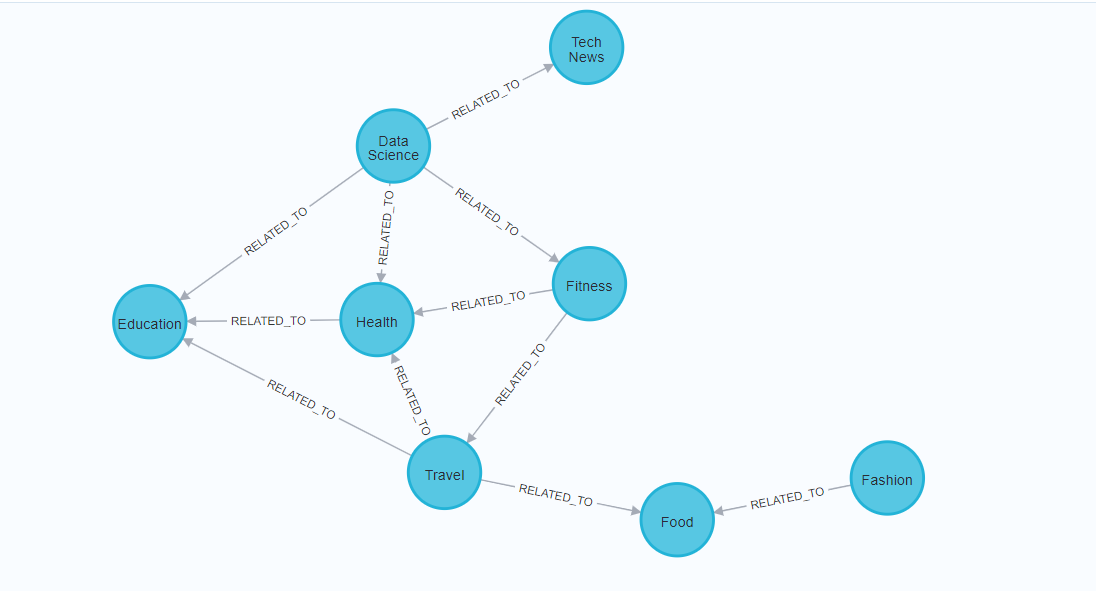 Tech
News
RELATED_TO
Data
Science
RELATED_TO
RELATED_TO
RELATED_TO
Fitness
RELATED_TO
Education
RELATED_TO
Health
RELATED_TO
RELATED_TO
RELATED_TO
Travel
RELATED_TO
Fashion
RELATED_TO
Food